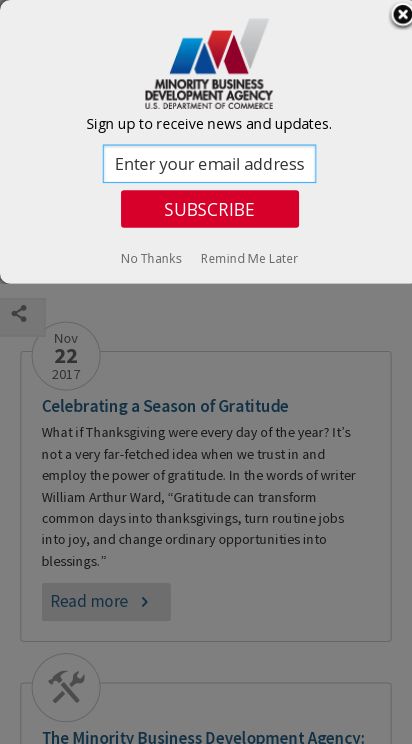 MINORITY BUSINESS
DEVELOPMENT AGENCY
U.S. DEPARTMENT OF COMMERCE
Sign up to receive news and updates.
Enter your email address
SUBSCRIBE
No Thanks Remind Me Later
Nov
22
2017
Celebrating a Season of Gratitude
What if Thanksgiving were every day of the year? It’s
not a very far-fetched idea when we trust in and
employ the power of gratitude. In the words of writer
William Arthur Ward, “Gratitude can transform
common days into thanksgivings, turn routine jobs
into joy, and change ordinary opportunities into
blessings.”
Read more
The Minority Business Development Agency: